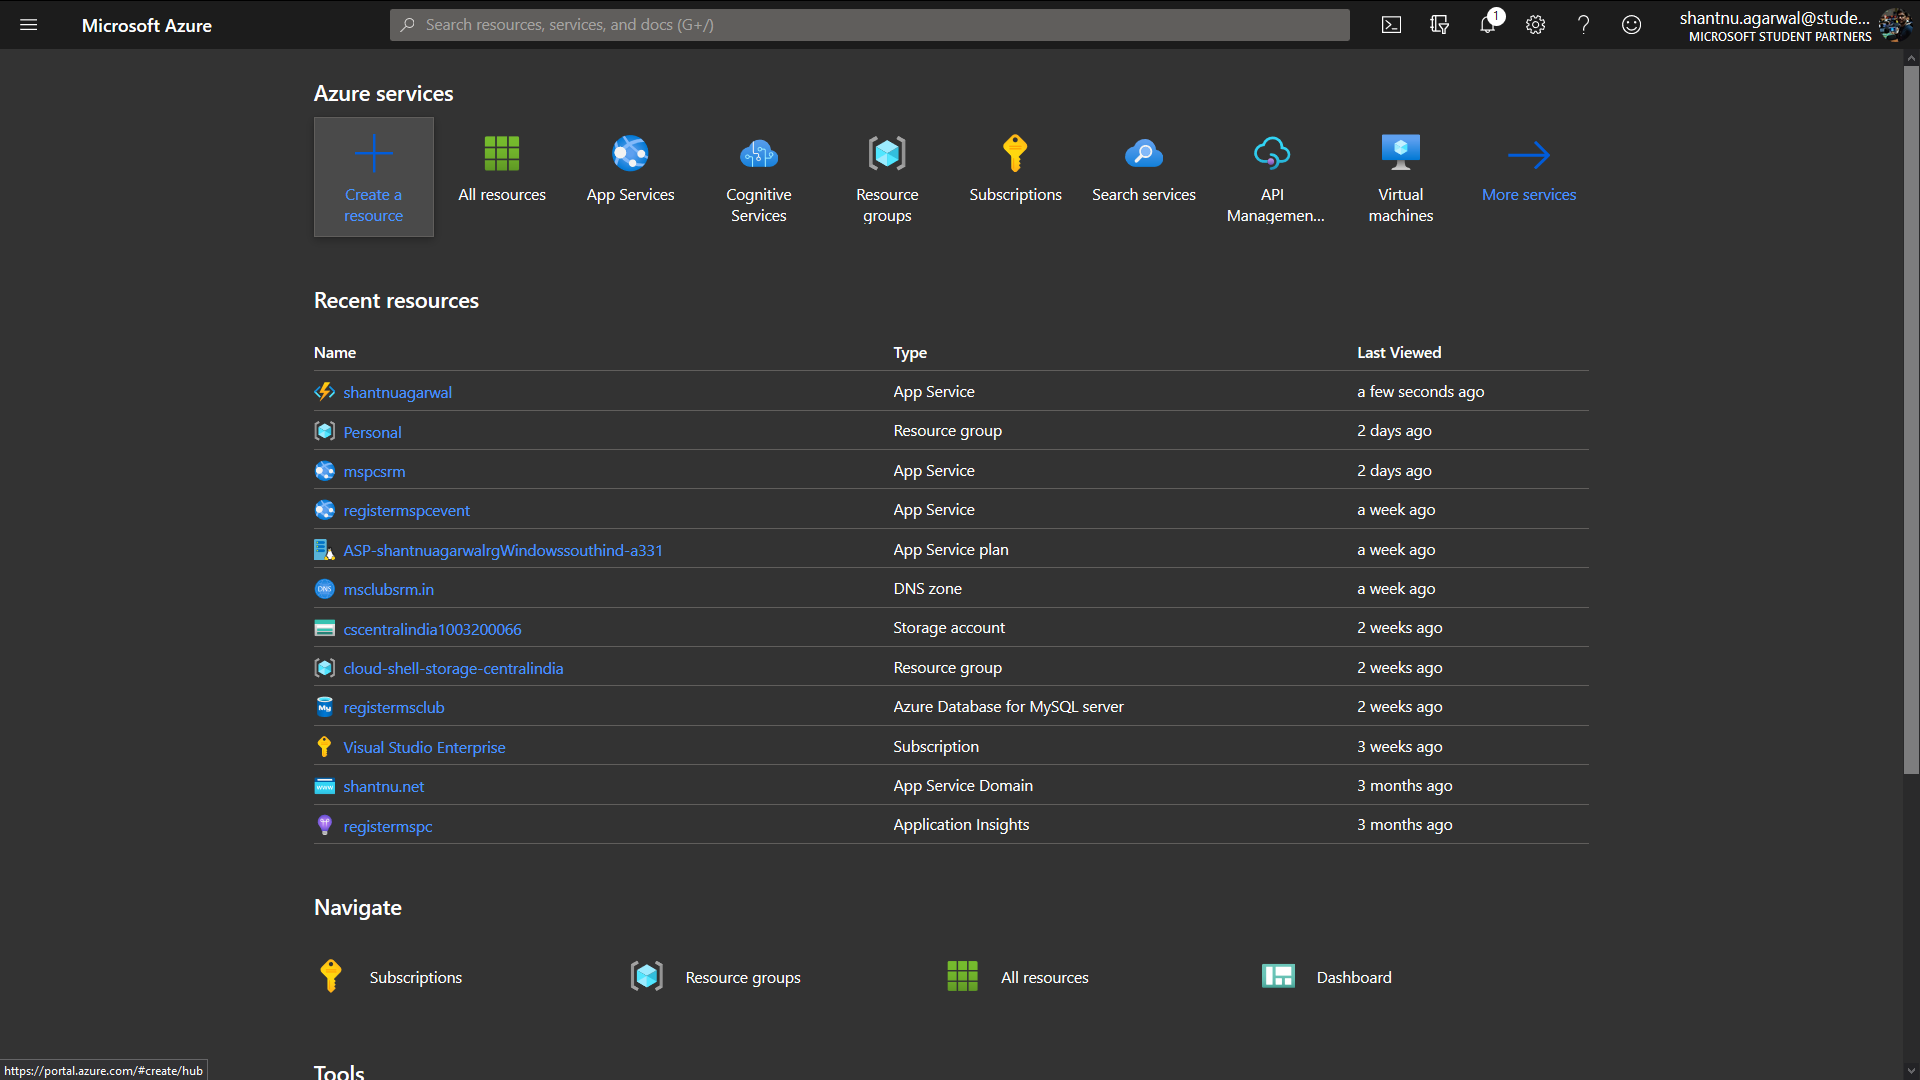 Microsoft Azure
Search resources, services, and docs (G+/)
1
shantnu.agarwal@stude...
MICROSOFT STUDENT PARTNERS
Azure services
Create a
resource
All resources
App Services
Cognitive
Services
Resource
groups
Subscriptions
Search services
API
Managemen...
Virtual
machines
More services
Recent resources
Name Type Last Viewed
shantnuagarwal App Service a few seconds ago
Personal Resource group 2 days ago
mspcsrm App Service 2 days ago
registermspcevent App Service a week ago
ASP-shantnuagarwalrgWindowssouthind-a331 App Service plan a week ago
DNS msclubsrm.in DNS zone a week ago
cscentralindia1003200066 Storage account 2 weeks ago
cloud-shell-storage-centralindia Resource group 2 weeks ago
My registermsclub Azure Database for MySQL server 2 weeks ago
Visual Studio Enterprise Subscription 3 weeks ago
www shantnu.net App Service Domain 3 months ago
registermspc Application Insights 3 months ago
Navigate
Subscriptions Resource groups All resources Dashboard
Tools
https://portal.azure.com/#create/hub